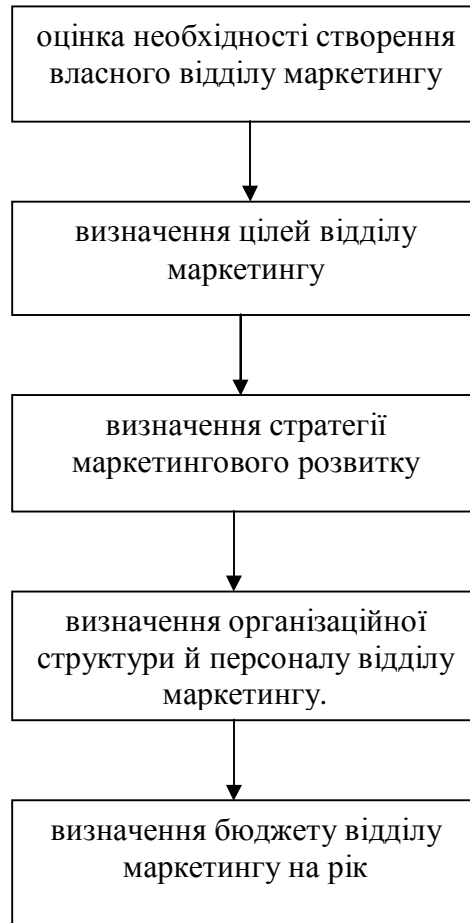 оцінка необхідності створення
власного відділу маркетингу
визначення цілей відділу
маркетингу
визначення стратегії
маркетингового розвитку
визначення організаційної
структури й персоналу відділу
маркетингу.
визначення бюджету відділу
маркетингу на рік